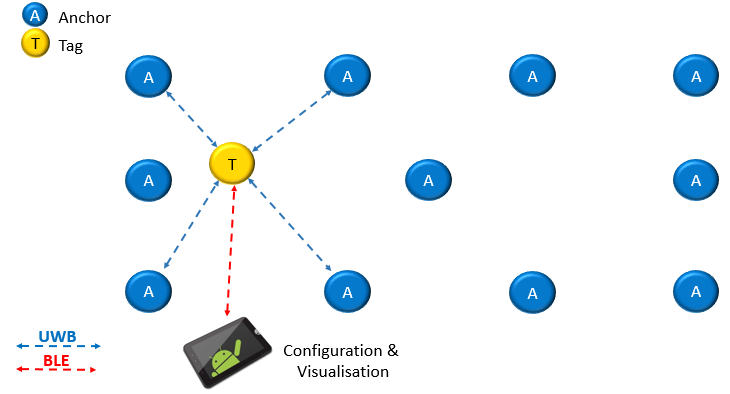 A Anchor
T Tag
A A A A
T
A A A
A A A A
UWB
BLE
Configuration &
Visualisation